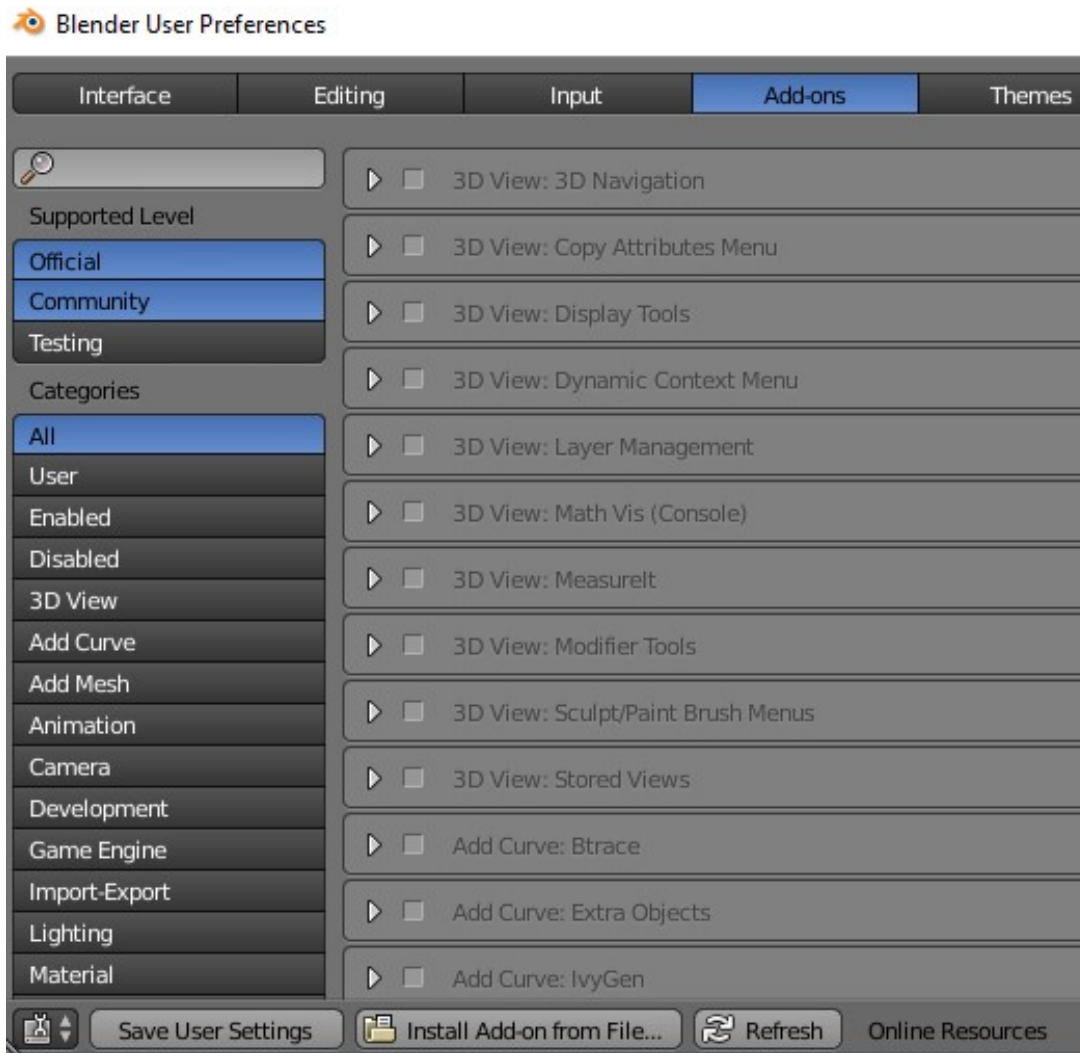 Blender User Preferences
Interface Editing Input Add-ons Themes
Supported Level
Official
Community
Testing
Categories
All
User
Enabled
Disabled
3D View
Add Curve
Add Mesh
Animation
Camera
Development
Game Engine
Import-Export
Lighting
Material
3D View: 3D Navigation
3D View: Copy Attributes Menu
3D View: Display Tools
3D View: Dynamic Context Menu
3D View: Layer Management
3D View: Math Vis (Console)
3D View: MeasureIt
3D View: Modifier Tools
3D View: Sculpt/Paint Brush Menus
3D View: Stored Views
Add Curve: Btrace
Add Curve: Extra Objects
Add Curve: IvyGen
Save User Settings Install Add-on from File... Refresh Online Resources